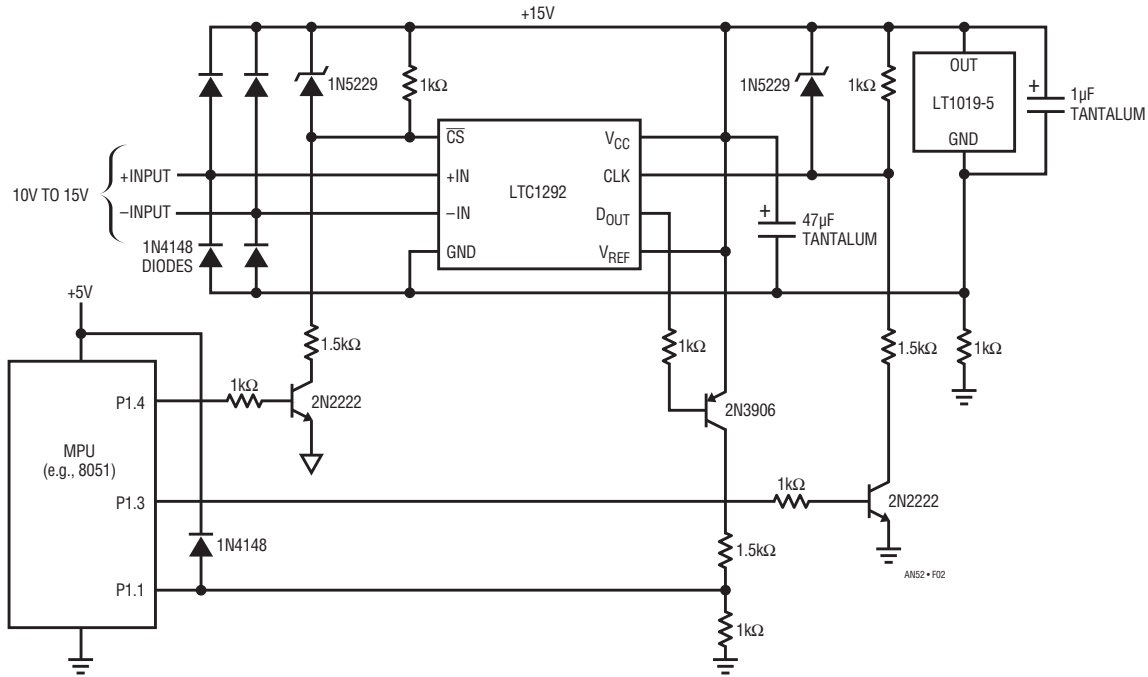 +15V
1N5229
1kΩ
1N5229
1kΩ
OUT
LT1019-5
GND
+
1µF
TANTALUM
CS
+IN
–IN
GND
LTC1292
VCC
CLK
DOUT
VREF
10V TO 15V
+INPUT
–INPUT
1N4148
DIODES
+
47µF
TANTALUM
+5V
1.5kΩ
1kΩ
1.5kΩ
1kΩ
P1.4
1kΩ
2N2222
2N3906
MPU
(e.g., 8051)
P1.3
1kΩ
2N2222
1N4148
1.5kΩ
AN52 • F02
P1.1
1kΩ